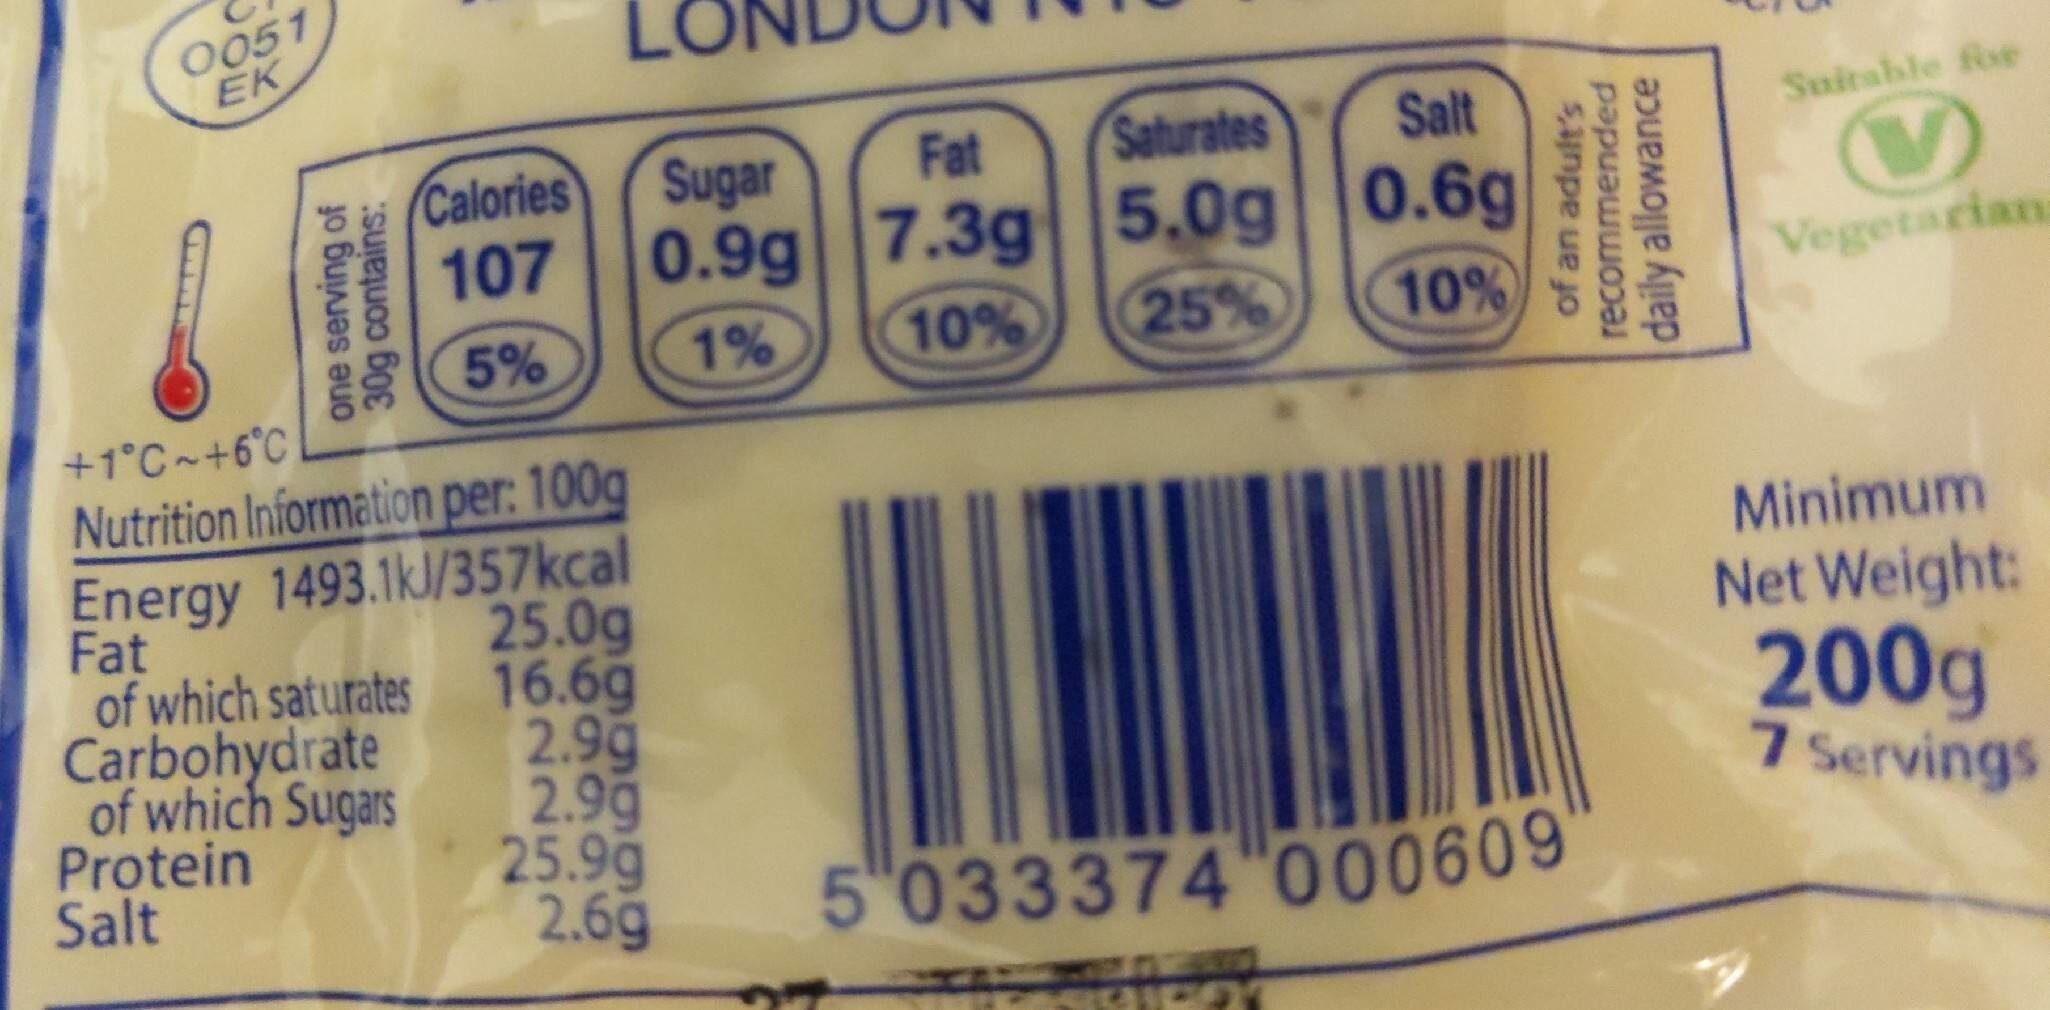 0051
EK
LONDON
one serving of
30g contains:
Calories
107
5%
Sugar
0.9g
1%
Fat
7.3g
10%
Saturates
5.0g
25%
Salt
0.6g
10%
of an adult's
recommended
daily allowance
Suitable for
V
Vegetarians
+1°C~+6°C
Nutrition Information per: 100g
Energy 1493.1kJ/357kcal
Fat 25.0g
of which saturates 16.6g
Carbohydrate 2.9g
of which Sugars 2.9g
Protein 25.9g
Salt 2.6g
5 033374 000609
Minimum
Net Weight:
200g
7 Servings